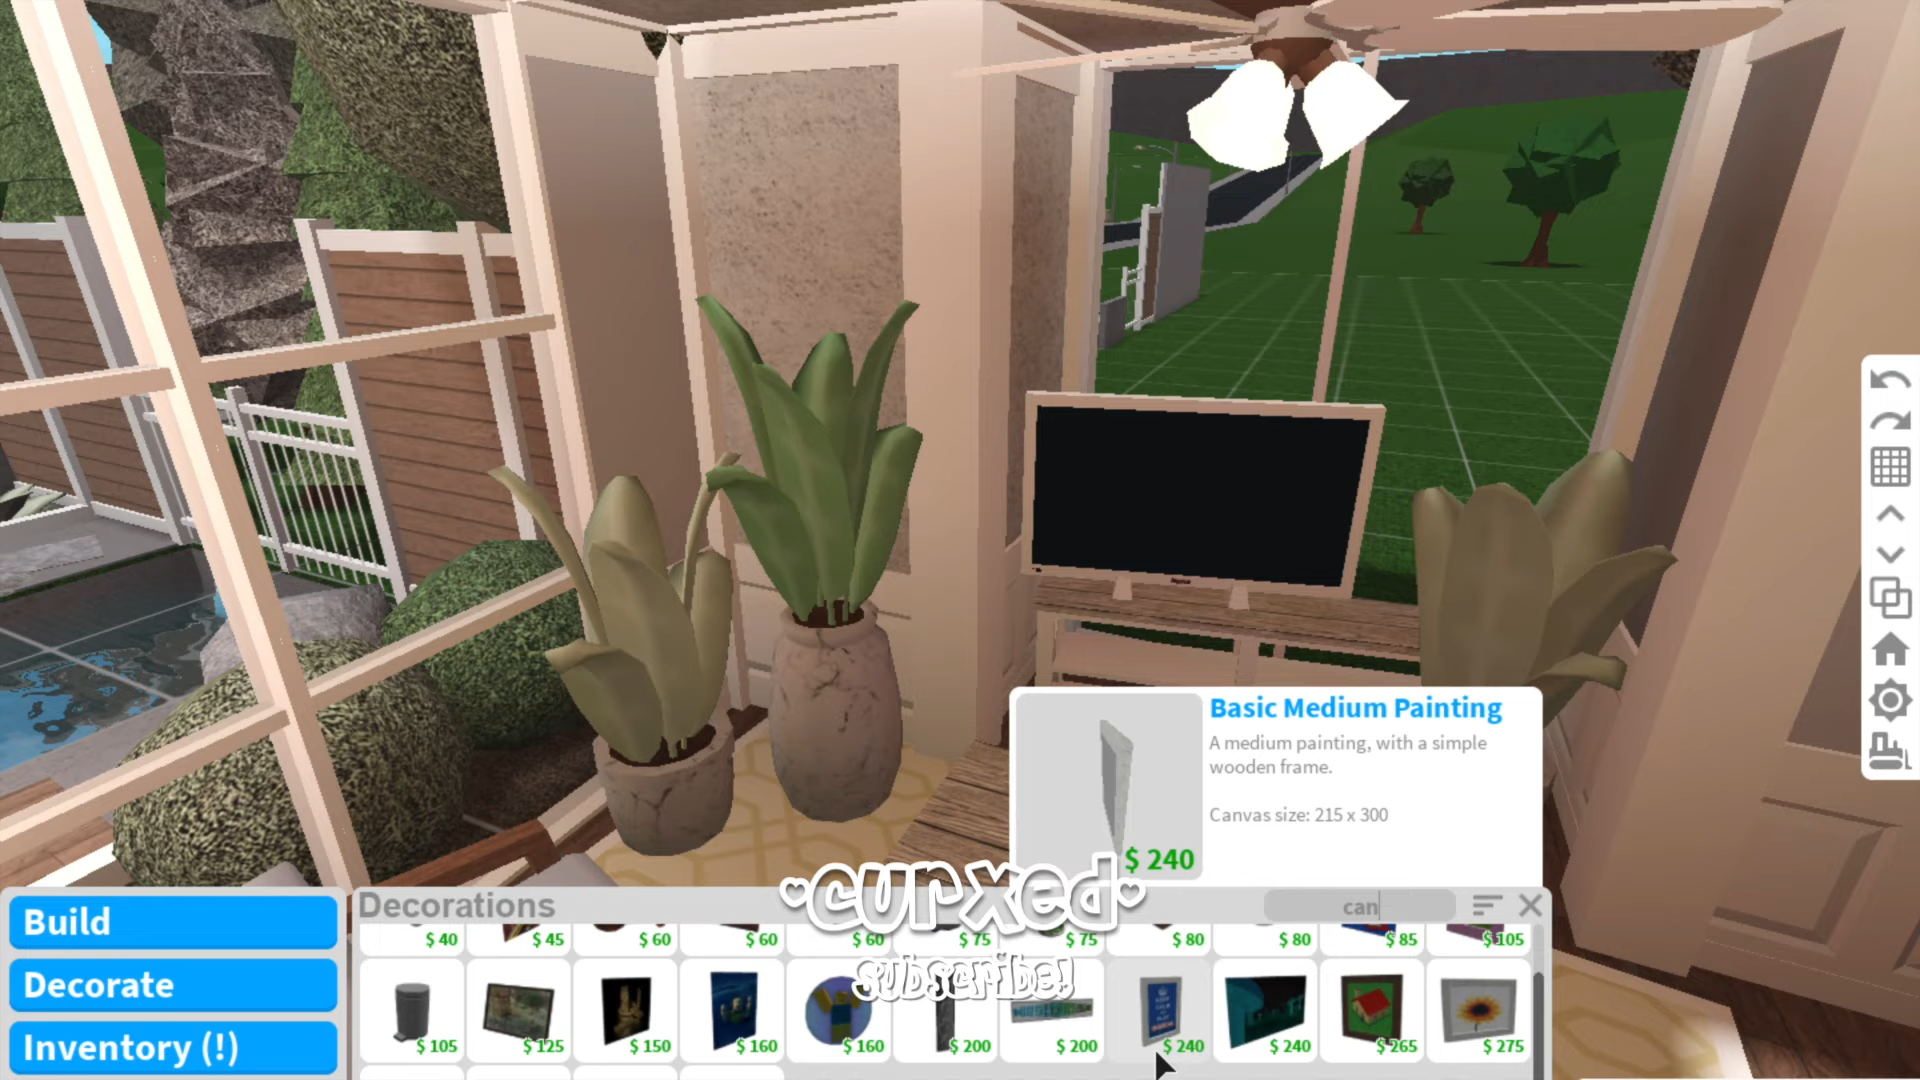 Basic Medium Painting
A medium painting, with a simple
wooden frame.
Canvas size: 215 x 300
$ 240
•curxed•
subscribe!
Build
Decorate
Inventory (!)
Decorations
can
$ 40
$ 45
$ 60
$ 60
$ 60
$ 75
$ 75
$ 80
$ 80
$ 85
$ 105
$ 105
$ 125
$ 150
$ 160
$ 160
$ 200
$ 200
$ 240
$ 240
$ 265
$ 275